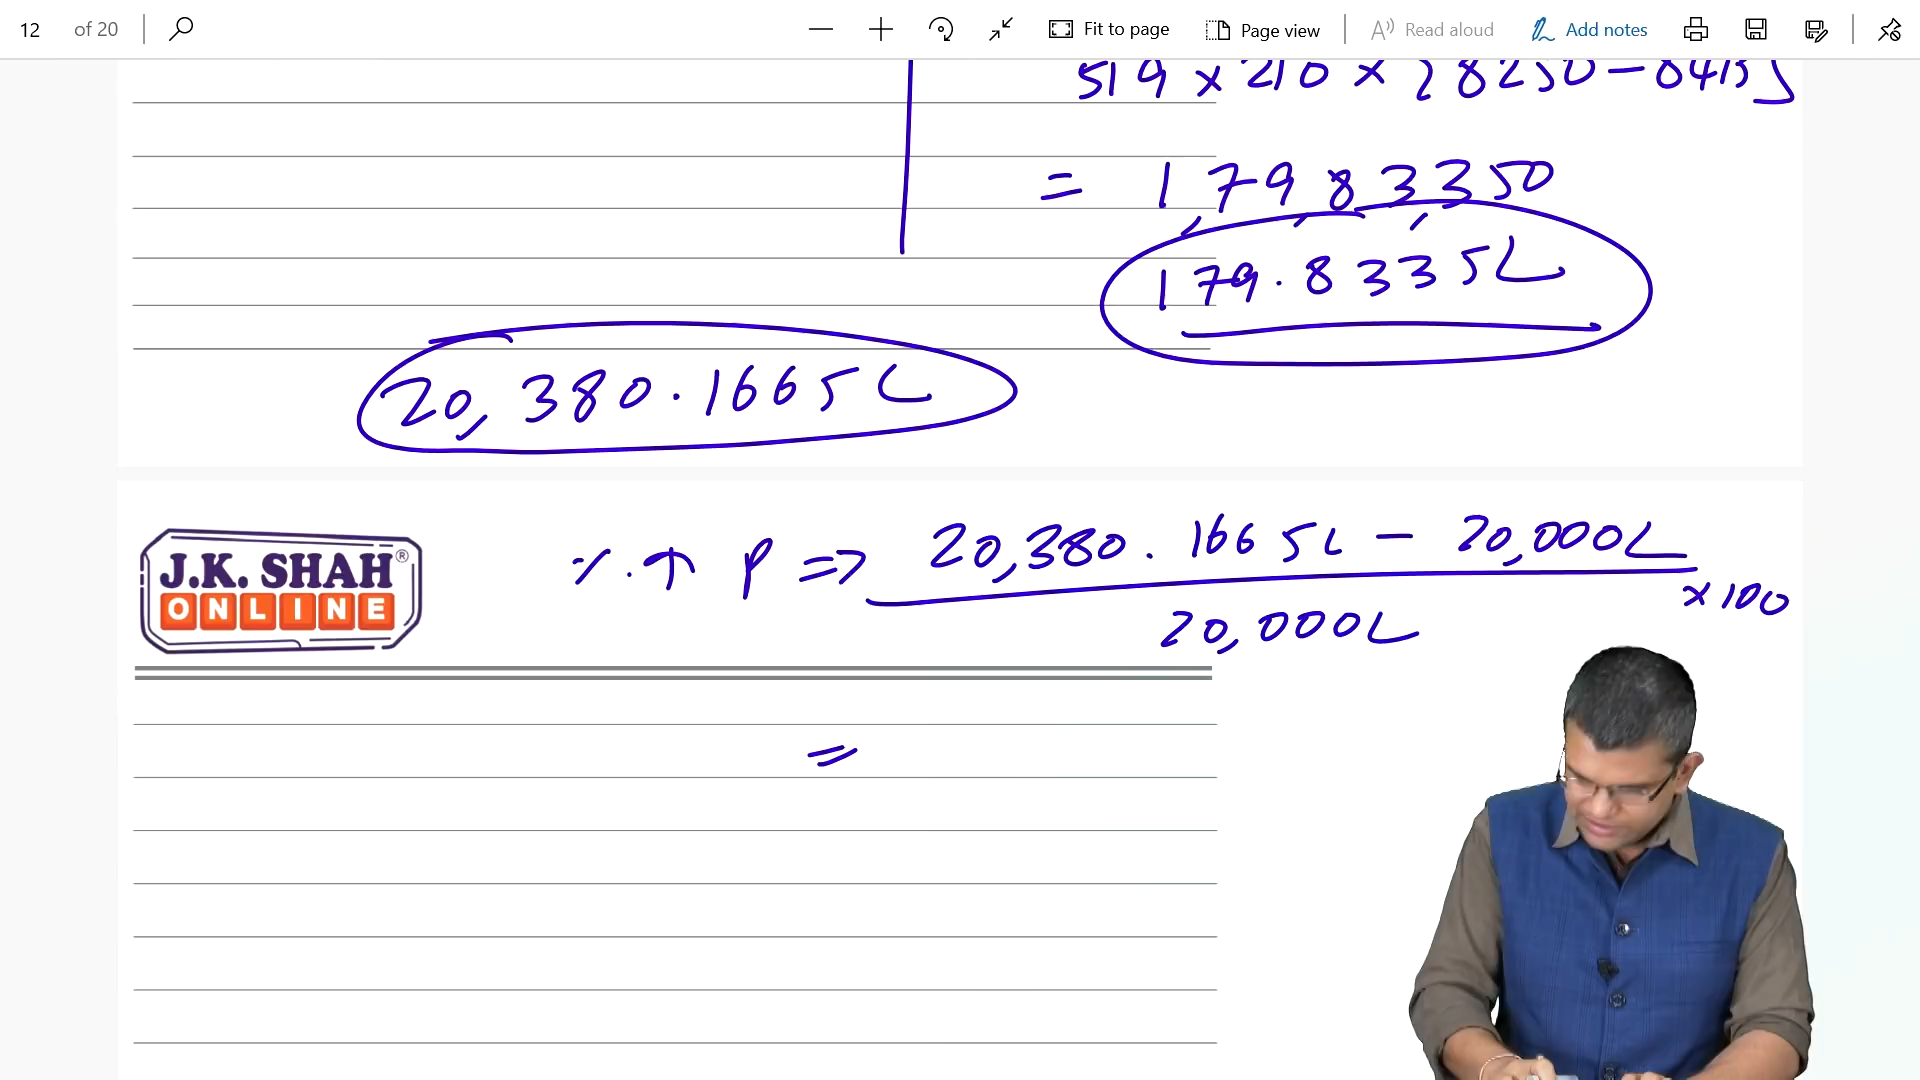 12 of 20 Fit to page Page view Read aloud Add notes
519 × 210 × { 8250 – 8415 }
= 1,79,83,350
179.8335L
20,380.1665L
J.K. SHAH®
ONLINE
%.↑ P ⇒ 20,380.1665L – 20,000L
× 100
20,000L
=